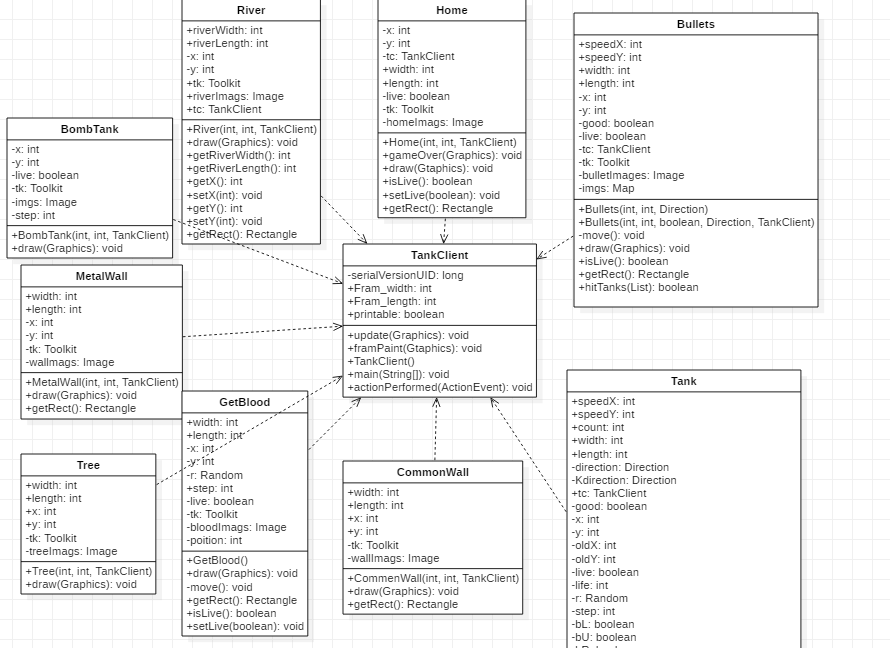 River
+riverWidth: int
+riverLength: int
-x: int
-y: int
+tk: Toolkit
+riverImags: Image
+tc: TankClient
+River(int, int, TankClient)
+draw(Graphics): void
+getRiverWidth(): int
+getRiverLength(): int
+getX(): int
+setX(int): void
+getY(): int
+setY(int): void
+getRect(): Rectangle
Home
-x: int
-y: int
-tc: TankClient
+width: int
+length: int
-live: boolean
-tk: Toolkit
-homeImags: Image
+Home(int, int, TankClient)
+gameOver(Graphics): void
+draw(Gtaphics): void
+isLive(): boolean
+setLive(boolean): void
+getRect(): Rectangle
Bullets
+speedX: int
+speedY: int
+width: int
+length: int
-x: int
-y: int
-good: boolean
-live: boolean
-tc: TankClient
-tk: Toolkit
-bulletImages: Image
-imgs: Map
+Bullets(int, int, Direction)
+Bullets(int, int, boolean, Direction, TankClient)
-move(): void
+draw(Graphics): void
+isLive(): boolean
+getRect(): Rectangle
+hitTanks(List): boolean
BombTank
-x: int
-y: int
-live: boolean
-tk: Toolkit
-imgs: Image
-step: int
+BombTank(int, int, TankClient)
+draw(Graphics): void
MetalWall
+width: int
+length: int
-x: int
-y: int
-tk: Toolkit
-wallmags: Image
+MetalWall(int, int, TankClient)
+draw(Graphics): void
+getRect(): Rectangle
TankClient
-serialVersionUID: long
+Fram_width: int
+Fram_length: int
+printable: boolean
+update(Graphics): void
+framPaint(Gtaphics): void
+TankClient()
+main(String[]): void
+actionPerformed(ActionEvent): void
Tree
+width: int
+length: int
+x: int
+y: int
-tk: Toolkit
-treeImags: Image
+Tree(int, int, TankClient)
+draw(Graphics): void
GetBlood
+width: int
+length: int
-x: int
-y: int
-r: Random
+step: int
-live: boolean
-tk: Toolkit
-bloodImags: Image
-poition: int
+GetBlood()
+draw(Graphics): void
-move(): void
+getRect(): Rectangle
+isLive(): boolean
+setLive(boolean): void
CommonWall
+width: int
+length: int
+x: int
+y: int
-tk: Toolkit
-wallImags: Image
+CommenWall(int, int, TankClient)
+draw(Graphics): void
+getRect(): Rectangle
Tank
+speedX: int
+speedY: int
+count: int
+width: int
+length: int
-direction: Direction
-Kdirection: Direction
+tc: TankClient
-good: boolean
-x: int
-y: int
-oldX: int
-oldY: int
-live: boolean
-life: int
-r: Random
-step: int
-bL: boolean
-bU: boolean